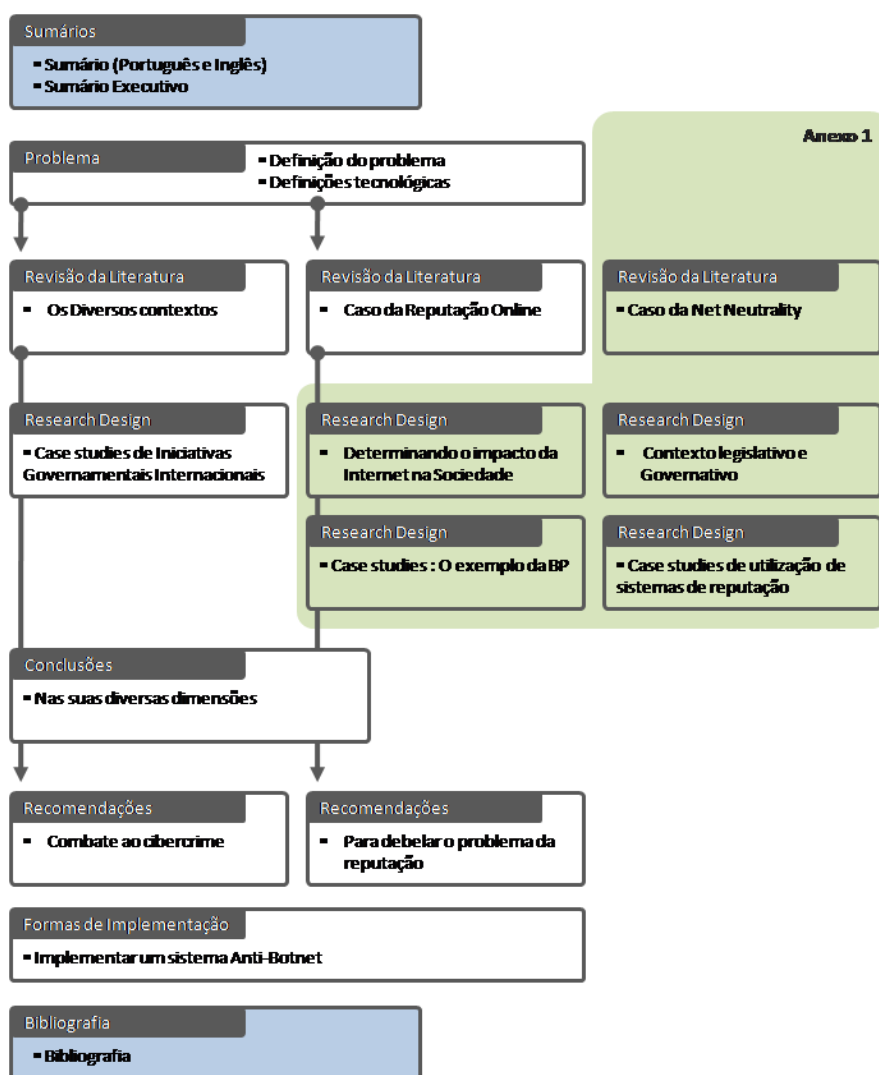 Sumários
▪ Sumário (Português e Inglês)
▪ Sumário Executivo
Anexo 1
Problema
▪ Definição do problema
▪ Definições tecnológicas
Revisão da Literatura
▪ Os Diversos contextos
Revisão da Literatura
▪ Caso da Reputação Online
Revisão da Literatura
▪ Caso da Net Neutrality
Research Design
▪ Case studies de Iniciativas
Governamentais Internacionais
Research Design
▪ Determinando o impacto da
Internet na Sociedade
Research Design
▪ Contexto legislativo e
Governativo
Research Design
▪ Case studies : O exemplo da BP
Research Design
▪ Case studies de utilização de
sistemas de reputação
Conclusões
▪ Nas suas diversas dimensões
Recomendações
▪ Combate ao cibercrime
Recomendações
▪ Para debelar o problema da
reputação
Formas de Implementação
▪ Implementar um sistema Anti-Botnet
Bibliografia
▪ Bibliografia